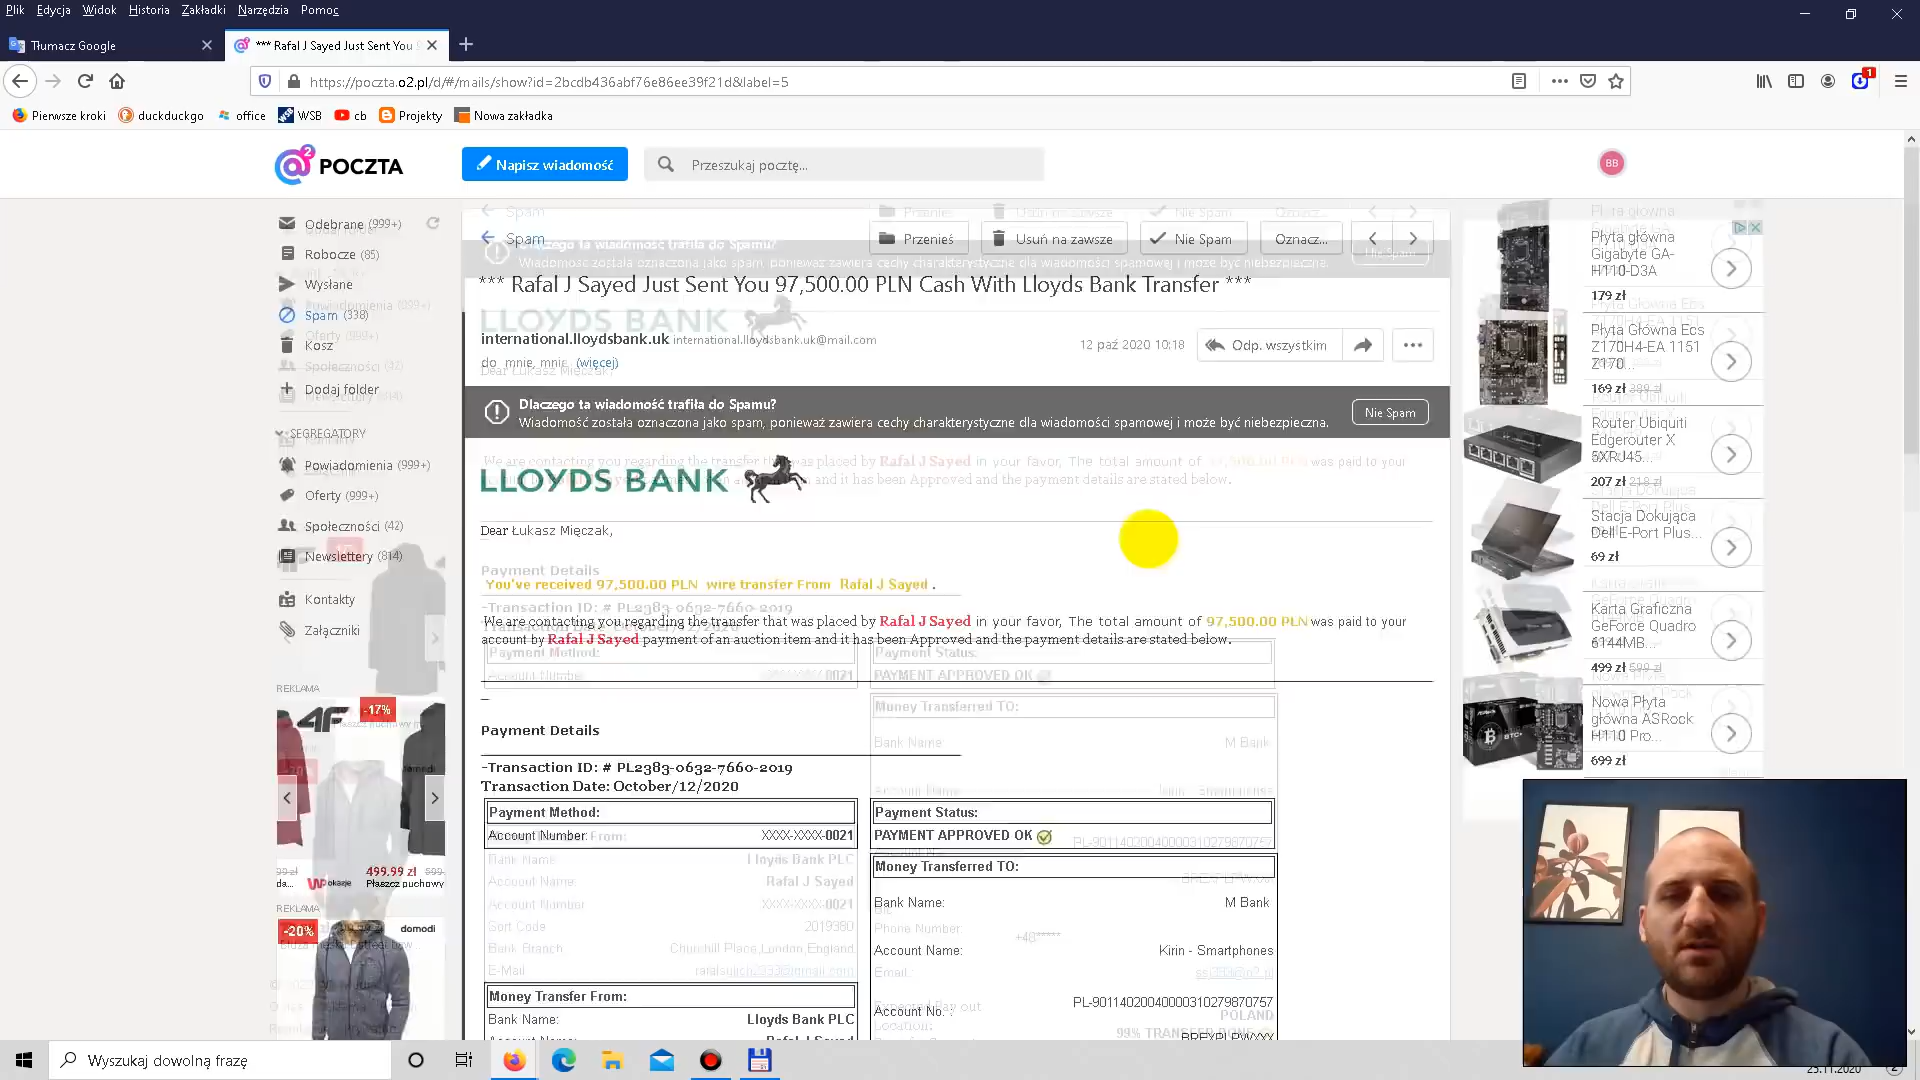 Plik Edycja Widok Historia Zakładki Narzędzia Pomoc
Tłumacz Google
*** Rafal J Sayed Just Sent You
https://poczta.o2.pl/d/#/mails/show?id=2bcdb436abf76e86ee39f21d&label=5
1
Pierwsze kroki duckduckgo office WSB cb Projekty Nowa zakładka
POCZTA
Napisz wiadomość
Przeszukaj pocztę...
BB
Odebrane (999+)
Robocze (85)
Wysłane
Spam (338)
Kosz
Dodaj folder
SEGREGATORY
Powiadomienia (999+)
Oferty (999+)
Społeczności (42)
Newslettery (814)
Kontakty
Załączniki
REKLAMA
-17%
499.99 zł
Płaszcz puchowy
REKLAMA
-20%
domodi
Spam
Przenieś
Usuń na zawsze
Nie Spam
Oznacz...
*** Rafal J Sayed Just Sent You 97,500.00 PLN Cash With Lloyds Bank Transfer ***
international.lloydsbank.uk international.lloydsbank.uk@mail.com
12 paź 2020 10:18
Odp. wszystkim
do mnie, mnie, (więcej)
Dlaczego ta wiadomość trafiła do Spamu?
Wiadomość została oznaczona jako spam, ponieważ zawiera cechy charakterystyczne dla wiadomości spamowej i może być niebezpieczna.
Nie Spam
LLOYDS BANK
Dear Łukasz Mięczak,
You've received 97,500.00 PLN wire transfer From Rafal J Sayed .
We are contacting you regarding the transfer that was placed by Rafal J Sayed in your favor, The total amount of 97,500.00 PLN was paid to your
account by Rafal J Sayed payment of an auction item and it has been Approved and the payment details are stated below.
Payment Details
-Transaction ID: # PL2383-0632-7660-2019
Transaction Date: October/12/2020
Payment Method:
Account Number: XXXX-XXXX-0021
Money Transfer From:
Bank Name: Lloyds Bank PLC
Payment Status:
PAYMENT APPROVED OK
Money Transferred TO:
Bank Name: M Bank
Account Name: Kirin - Smartphones
Account No. : PL-90114020040000310279870757
BREXPLPWXXX
Płyta główna
Gigabyte GA-
H110-D3A
179 zł
Płyta Główna Ecs
Z170H4-EA 1151
Z170...
169 zł 389 zł
Router Ubiquiti
Edgerouter X
5XRJ45...
207 zł 218 zł
Stacja Dokująca
Dell E-Port Plus...
69 zł
Karta Graficzna
GeForce Quadro
6144MB...
499 zł 599 zł
Nowa Płyta
główna ASRock
H110 Pro...
699 zł
Wyszukaj dowolną frazę